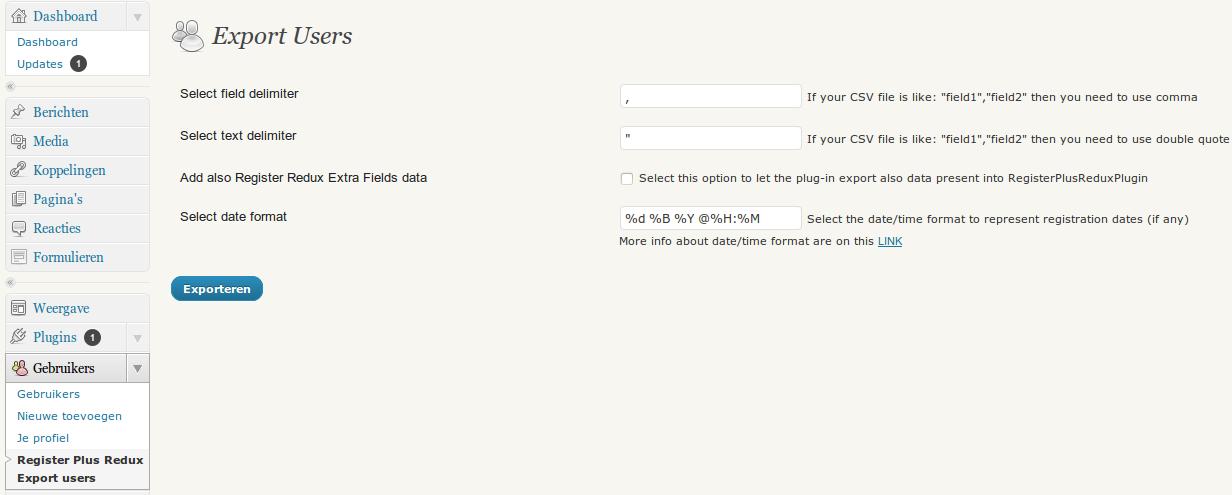 Dashboard
Dashboard
Updates 1
Berichten
Media
Koppelingen
Pagina's
Reacties
Formulieren
Weergave
Plugins 1
Gebruikers
Gebruikers
Nieuwe toevoegen
Je profiel
Register Plus Redux
Export users
Export Users
Select field delimiter
, If your CSV file is like: "field1","field2" then you need to use comma
Select text delimiter
" If your CSV file is like: "field1","field2" then you need to use double quote
Add also Register Redux Extra Fields data
Select this option to let the plug-in export also data present into RegisterPlusReduxPlugin
Select date format
%d %B %Y @%H:%M Select the date/time format to represent registration dates (if any)
More info about date/time format are on this LINK
Exporteren